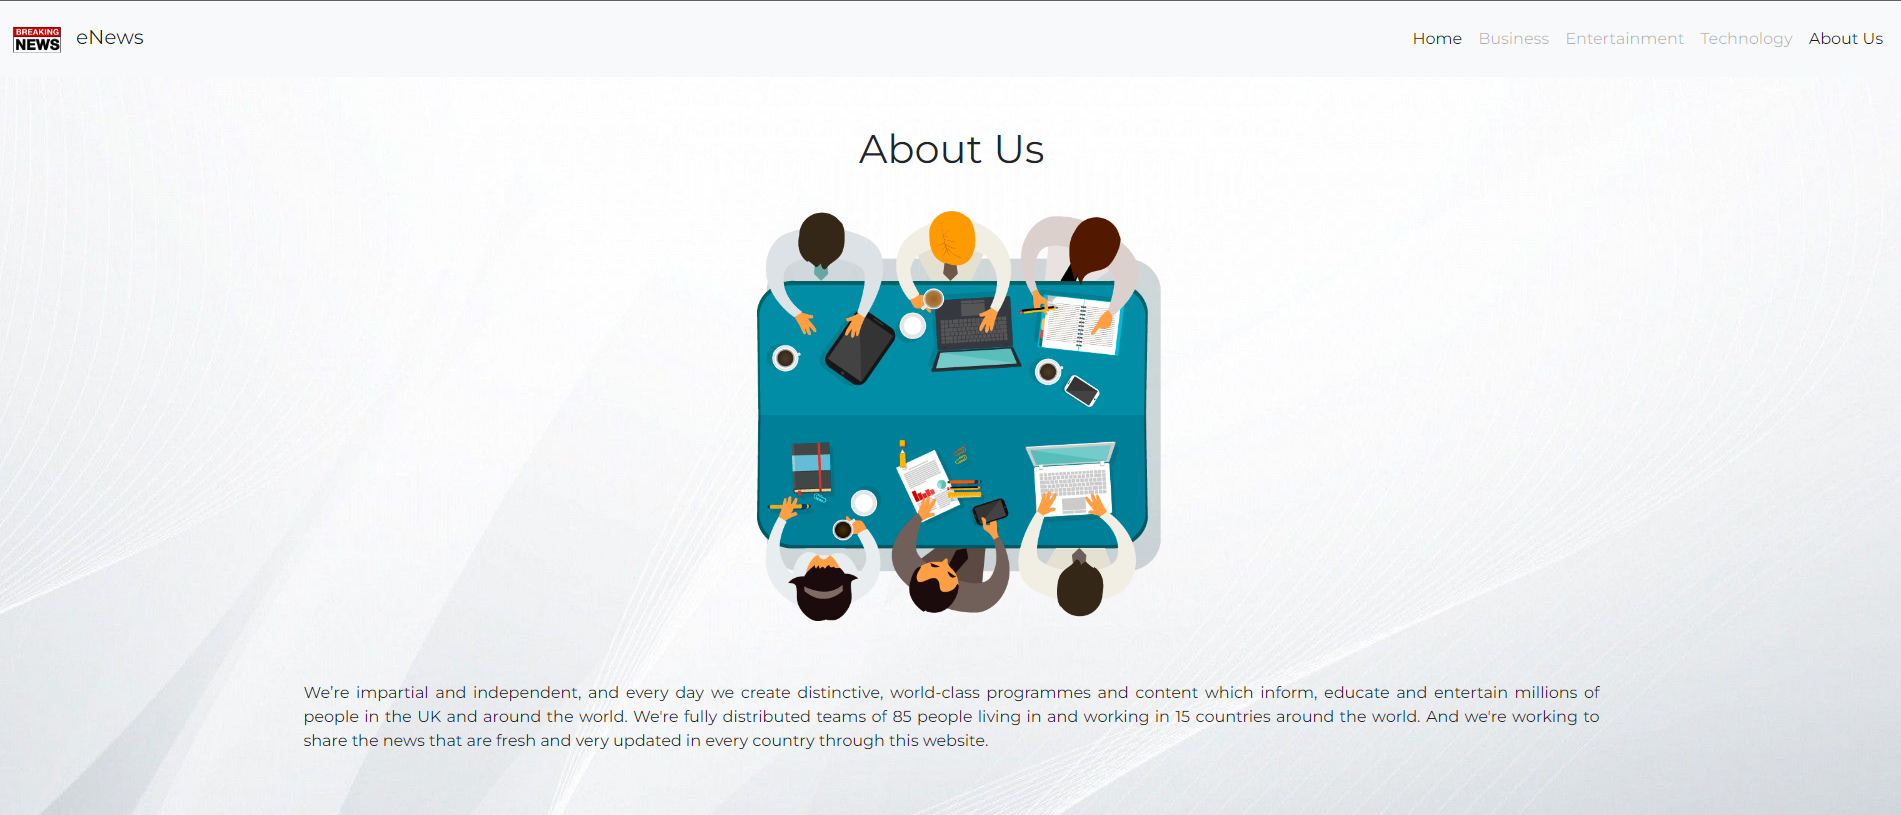 BREAKING
NEWS
eNews
Home
Business
Entertainment
Technology
About Us
About Us
We’re impartial and independent, and every day we create distinctive, world-class programmes and content which inform, educate and entertain millions of
people in the UK and around the world. We're fully distributed teams of 85 people living in and working in 15 countries around the world. And we're working to
share the news that are fresh and very updated in every country through this website.